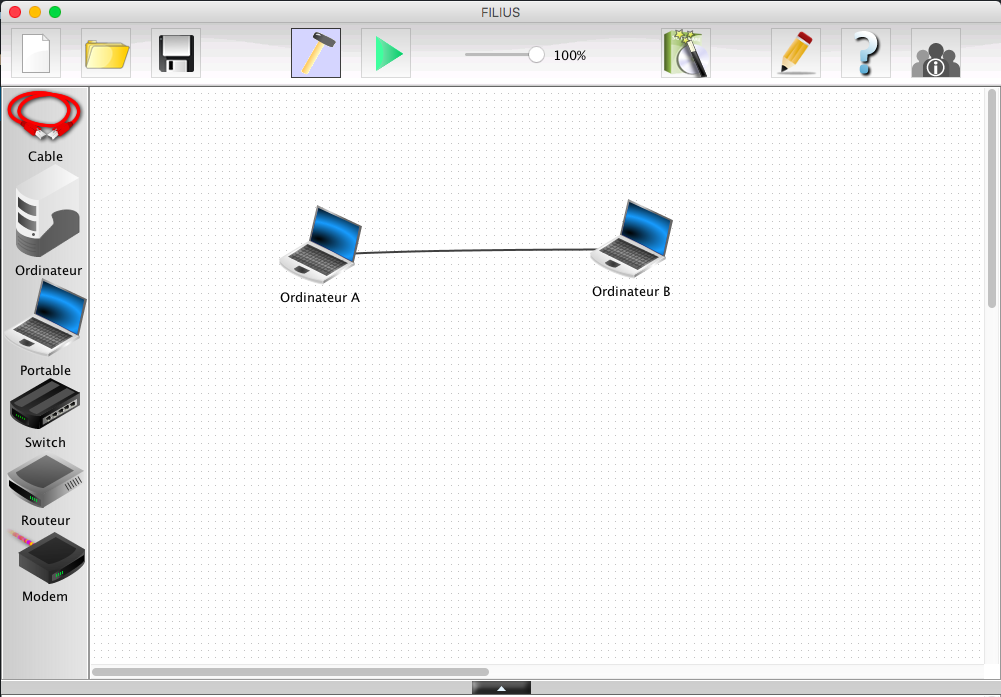 FILIUS
100%
Cable
Ordinateur
Portable
Switch
Routeur
Modem
Ordinateur A
Ordinateur B